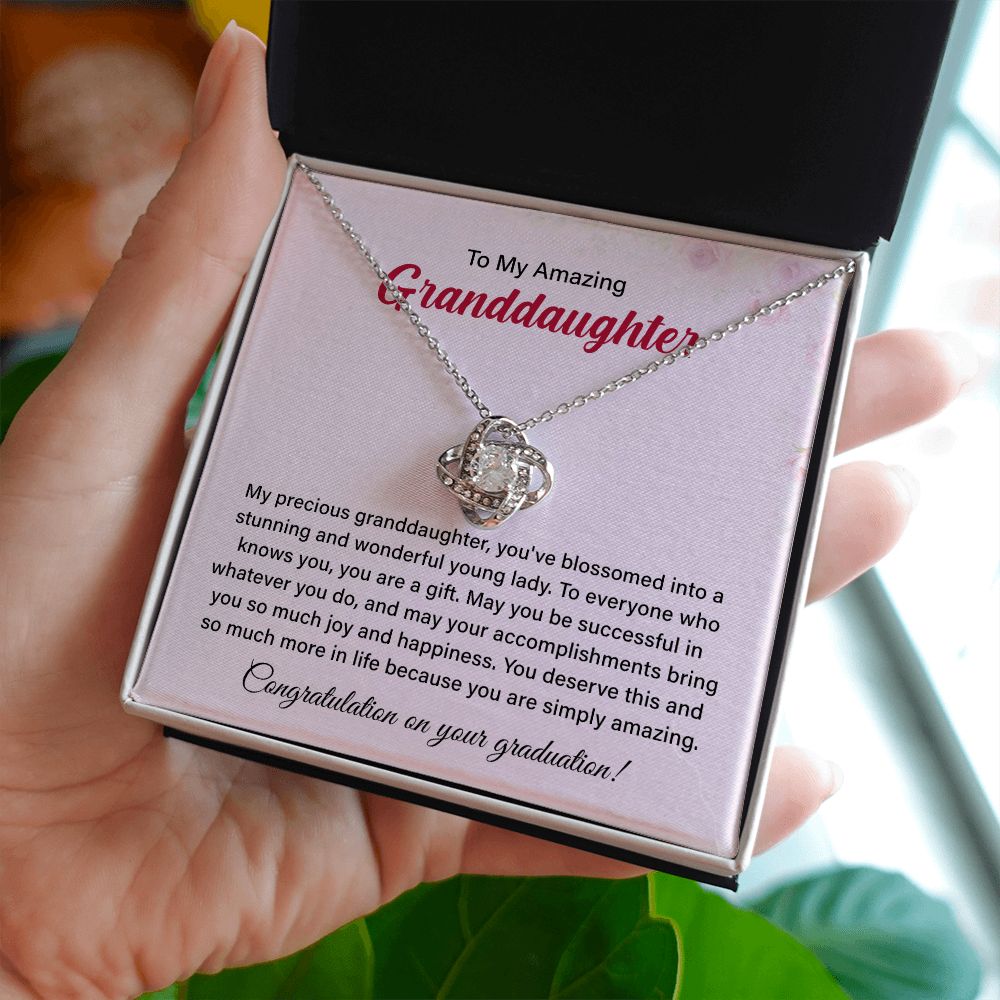 To My Amazing
Granddaughter
My precious granddaughter, you've blossomed into a
stunning and wonderful young lady. To everyone who
knows you, you are a gift. May you be successful in
whatever you do, and may your accomplishments bring
you so much joy and happiness. You deserve this and
so much more in life because you are simply amazing.
Congratulation on your graduation!